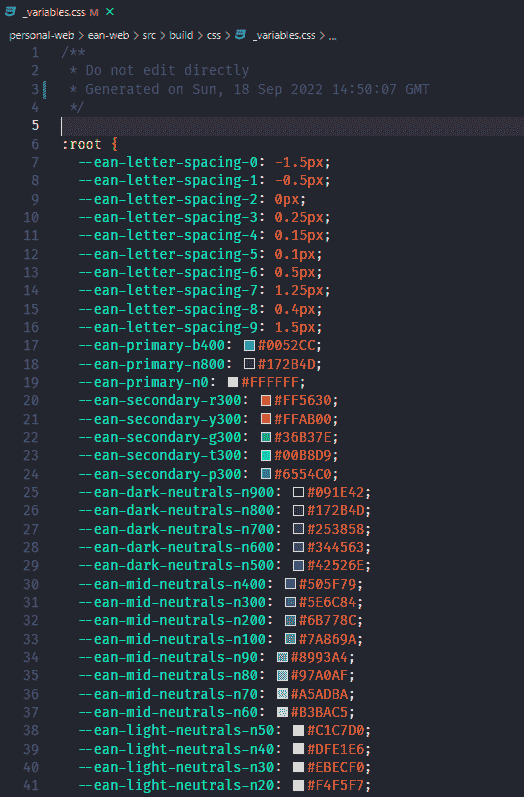 _variables.css M ×
personal-web > ean-web > src > build > css > _variables.css > ...
1 /**
2  * Do not edit directly
3  * Generated on Sun, 18 Sep 2022 14:50:07 GMT
4  */
5
6 :root {
7   --ean-letter-spacing-0: -1.5px;
8   --ean-letter-spacing-1: -0.5px;
9   --ean-letter-spacing-2: 0px;
10   --ean-letter-spacing-3: 0.25px;
11   --ean-letter-spacing-4: 0.15px;
12   --ean-letter-spacing-5: 0.1px;
13   --ean-letter-spacing-6: 0.5px;
14   --ean-letter-spacing-7: 1.25px;
15   --ean-letter-spacing-8: 0.4px;
16   --ean-letter-spacing-9: 1.5px;
17   --ean-primary-b400: #0052CC;
18   --ean-primary-n800: #172B4D;
19   --ean-primary-n0: #FFFFFF;
20   --ean-secondary-r300: #FF5630;
21   --ean-secondary-y300: #FFAB00;
22   --ean-secondary-g300: #36B37E;
23   --ean-secondary-t300: #00B8D9;
24   --ean-secondary-p300: #6554C0;
25   --ean-dark-neutrals-n900: #091E42;
26   --ean-dark-neutrals-n800: #172B4D;
27   --ean-dark-neutrals-n700: #253858;
28   --ean-dark-neutrals-n600: #344563;
29   --ean-dark-neutrals-n500: #42526E;
30   --ean-mid-neutrals-n400: #505F79;
31   --ean-mid-neutrals-n300: #5E6C84;
32   --ean-mid-neutrals-n200: #6B778C;
33   --ean-mid-neutrals-n100: #7A869A;
34   --ean-mid-neutrals-n90: #8993A4;
35   --ean-mid-neutrals-n80: #97A0AF;
36   --ean-mid-neutrals-n70: #A5ADBA;
37   --ean-mid-neutrals-n60: #B3BAC5;
38   --ean-light-neutrals-n50: #C1C7D0;
39   --ean-light-neutrals-n40: #DFE1E6;
40   --ean-light-neutrals-n30: #EBECF0;
41   --ean-light-neutrals-n20: #F4F5F7;